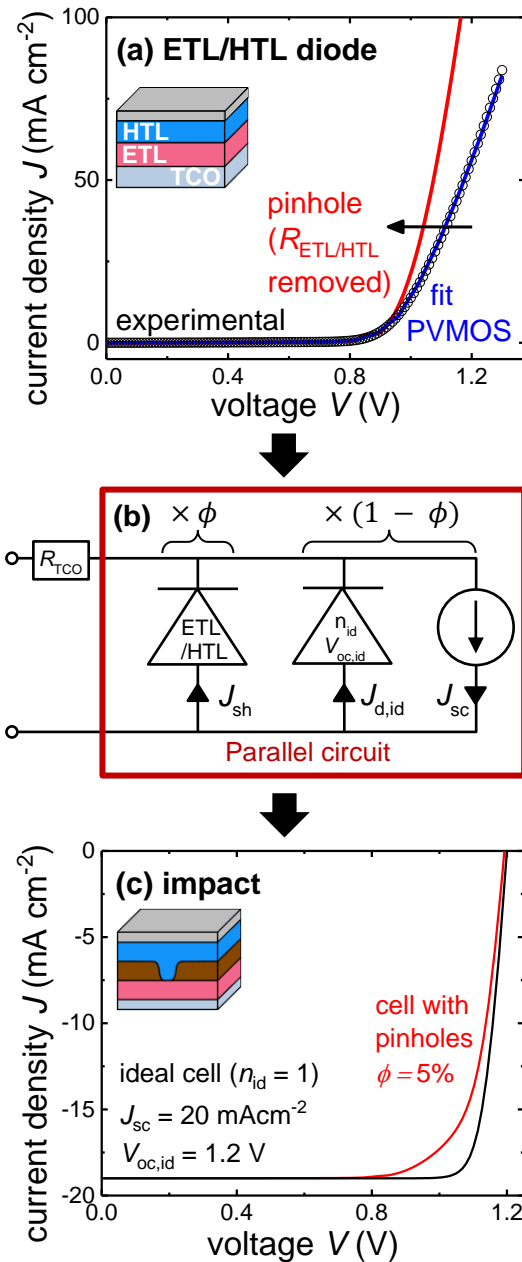 100
50
0
current density J (mA cm-2)
(a) ETL/HTL diode
HTL
ETL
TCO
pinhole
(RETL/HTL
removed)
fit
PVMOS
experimental
0.0 0.4 0.8 1.2
voltage V (V)
(b)
× ϕ
× (1 − ϕ)
RTCO
ETL
/HTL
nid
Voc,id
Jsh
Jd,id
Jsc
Parallel circuit
0
-5
-10
-15
-20
current density J (mA cm-2)
(c) impact
cell with
pinholes
ϕ = 5%
ideal cell (nid = 1)
Jsc = 20 mAcm-2
Voc,id = 1.2 V
0.0 0.4 0.8 1.2
voltage V (V)